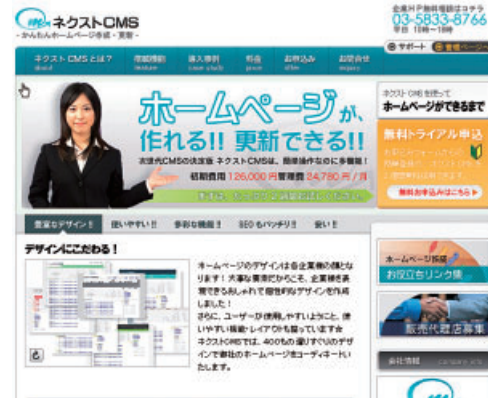 ネクストCMS
- かんたんホームページ作成・更新 -
企業HP無料相談はコチラ
03-5833-8766
平日 10時〜18時
サポート
ネクストCMSとは？
about
機能説明
導入事例
料金
お申込み
お問合せ
ホームページが、
作れる!! 更新できる!!
次世代CMSの決定版 ネクストCMSは、簡単操作なのに多機能！
初期費用 126,000 円 管理費 24,780 円／月
ネクストCMSを使って
ホームページができるまで
無料トライアル申込
無料お申込みはこちら
豊富なデザイン！
使いやすい！！
多彩な機能！
SEOもバッチリ！
安い！
デザインにこだわる！
ホームページのデザインは各企業様の顔とな
ります！大事な要素だからこそ、企業様を表
現できるおしゃれで個性的なデザインを作成
しました！
さらに、ユーザーが使用しやすいようにと、使
いやすい機能・レイアウトも揃っています☆
ネクストCMSでは、400もの選りすぐりのデザ
インで御社のホームページをコーディネートい
たします。
ホームページ作成
お役立ちリンク集
販売代理店募集
会社情報